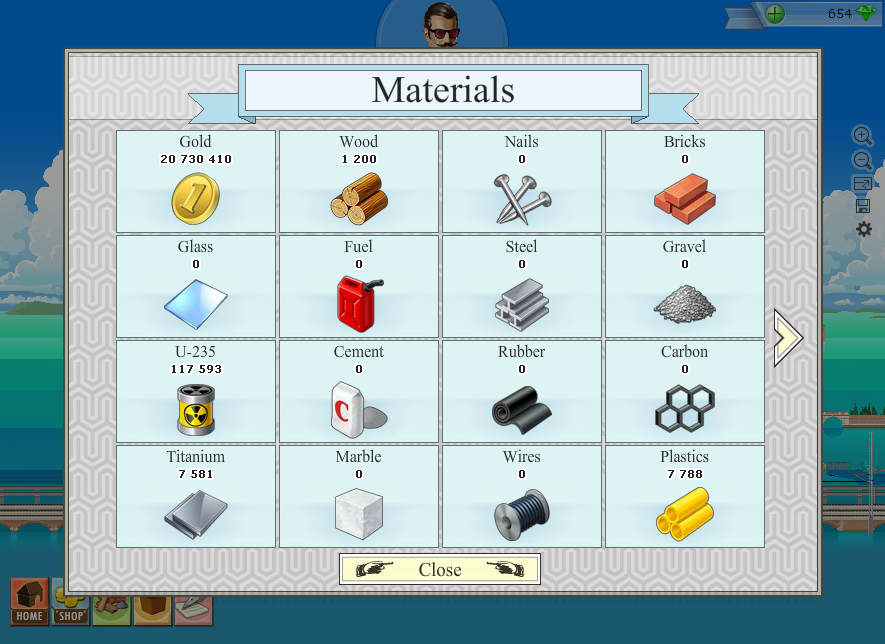 654
Materials
Gold
20 730 410
1
Wood
1 200
Nails
0
Bricks
0
Glass
0
Fuel
0
Steel
0
Gravel
0
U-235
117 593
Cement
0
C
Rubber
0
Carbon
0
Titanium
7 581
Marble
0
Wires
0
Plastics
7 788
Close
HOME
SHOP